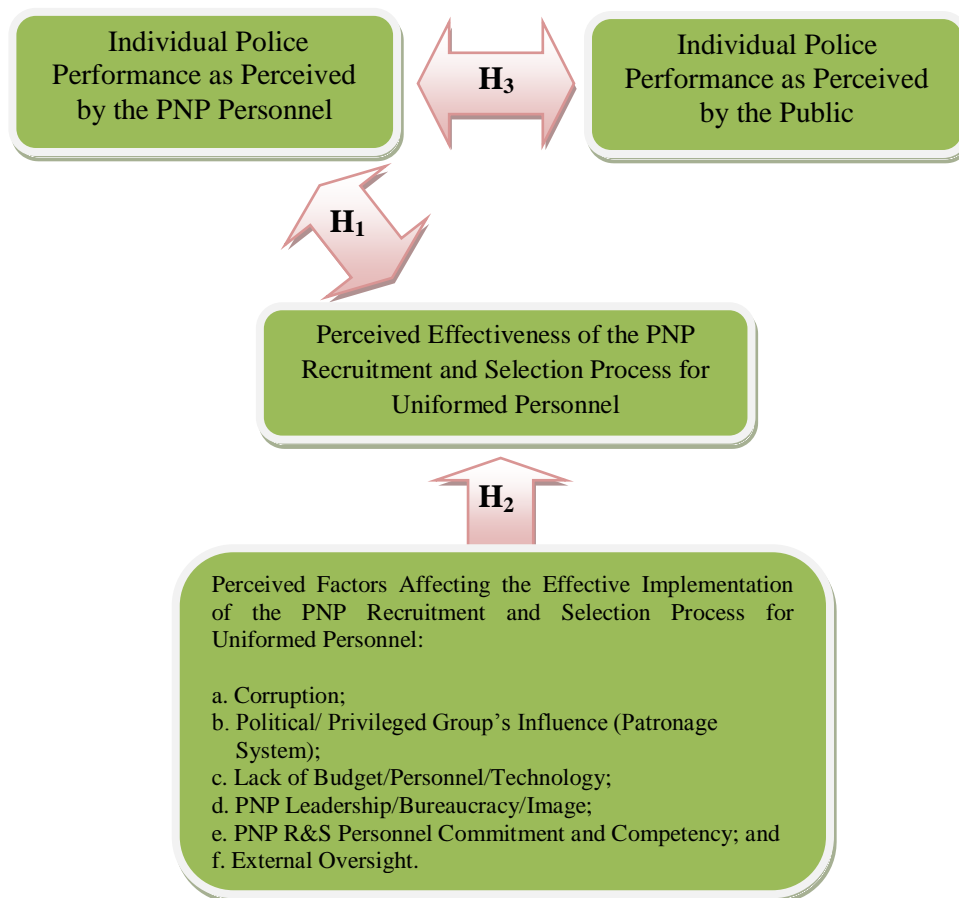 Individual Police
Performance as Perceived
by the PNP Personnel
H3
Individual Police
Performance as Perceived
by the Public
H1
Perceived Effectiveness of the PNP
Recruitment and Selection Process for
Uniformed Personnel
H2
Perceived Factors Affecting the Effective Implementation
of the PNP Recruitment and Selection Process for
Uniformed Personnel:
a. Corruption;
b. Political/ Privileged Group’s Influence (Patronage
System);
c. Lack of Budget/Personnel/Technology;
d. PNP Leadership/Bureaucracy/Image;
e. PNP R&S Personnel Commitment and Competency; and
f. External Oversight.